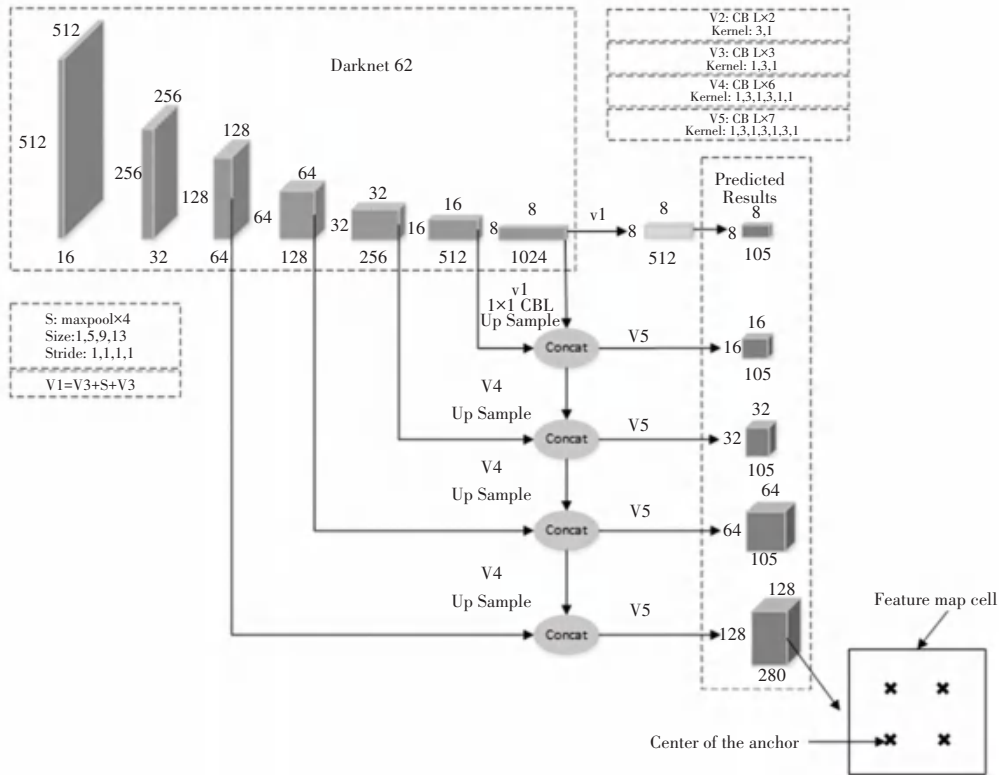 512
Darknet 62
256
512
128
256
64
128
32
64
16
32
8
16
8
v1
8
8
16
32
64
128
256
512
1024
512
V2: CB L×2
Kernel: 3,1
V3: CB L×3
Kernel: 1,3,1
V4: CB L×6
Kernel: 1,3,1,3,1,1
V5: CB L×7
Kernel: 1,3,1,3,1,3,1
Predicted
Results
8
8
105
S: maxpool×4
Size:1,5,9,13
Stride: 1,1,1,1
V1=V3+S+V3
v1
1×1 CBL
Up Sample
Concat
V5
16
16
105
V4
Up Sample
Concat
V5
32
32
105
V4
Up Sample
Concat
V5
64
64
105
V4
Up Sample
Concat
V5
128
128
280
Feature map cell
Center of the anchor